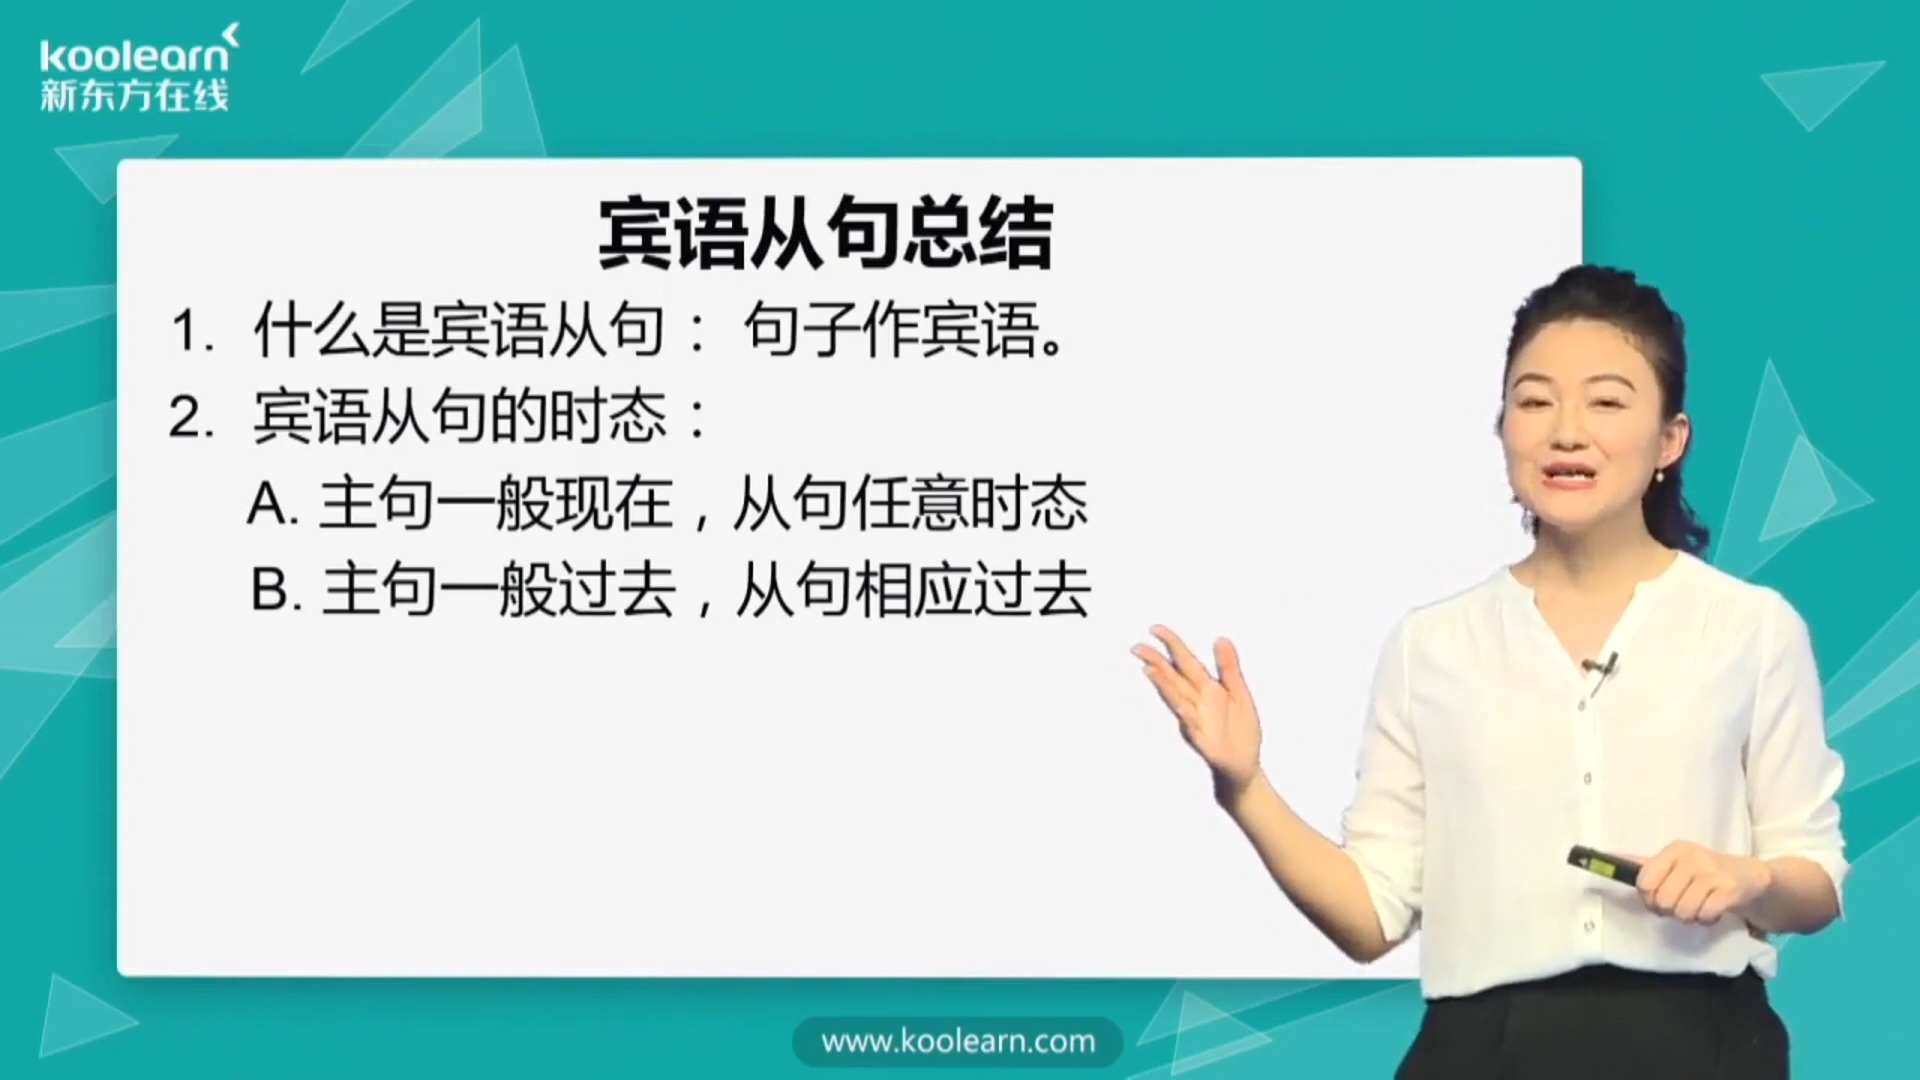 koolearn
新东方在线
宾语从句总结
1. 什么是宾语从句：句子作宾语。
2. 宾语从句的时态：
A. 主句一般现在，从句任意时态
B. 主句一般过去，从句相应过去
www.koolearn.com